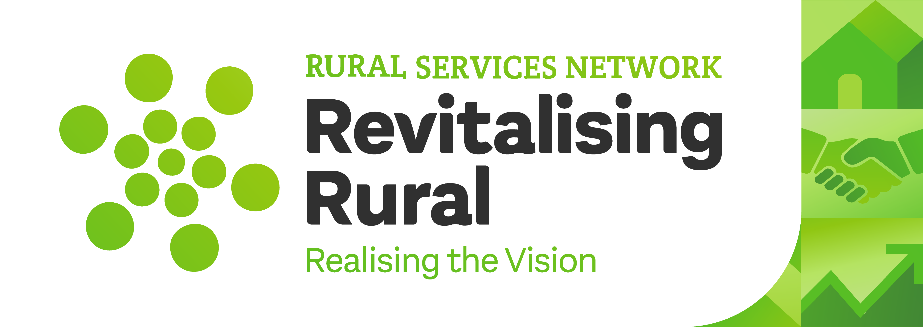 RURAL SERVICES NETWORK
Revitalising
Rural
Realising the Vision